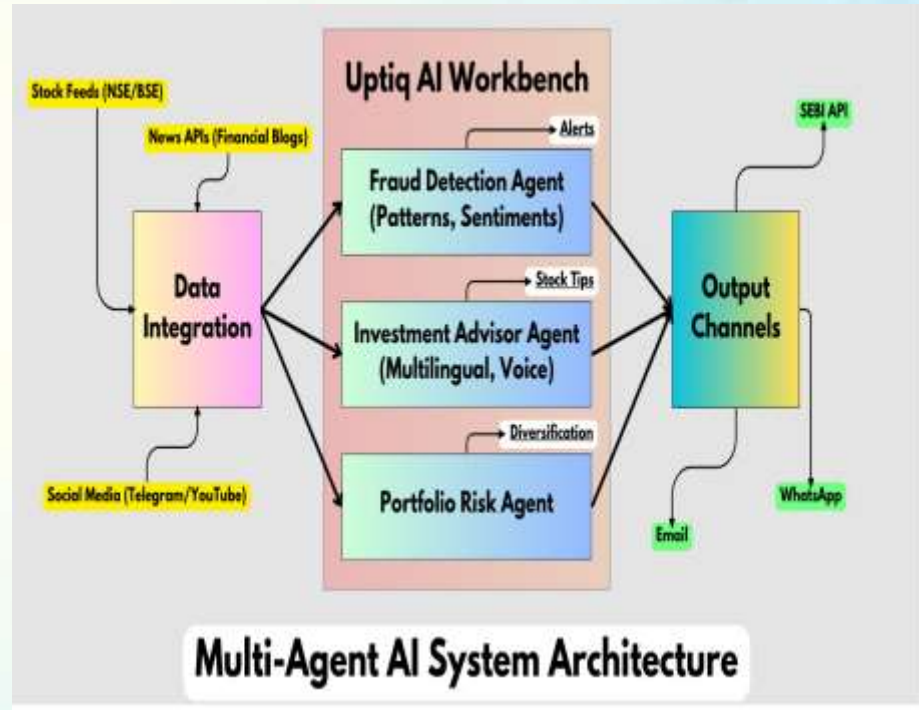 Uptiq AI Workbench
Stock Feeds (NSE/BSE)
News APIs (Financial Blogs)
Data
Integration
Social Media (Telegram/YouTube)
Alerts
Fraud Detection Agent
(Patterns, Sentiments)
Stock Tips
Investment Advisor Agent
(Multilingual, Voice)
Diversification
Portfolio Risk Agent
SEBI API
Output
Channels
WhatsApp
Email
Multi-Agent AI System Architecture